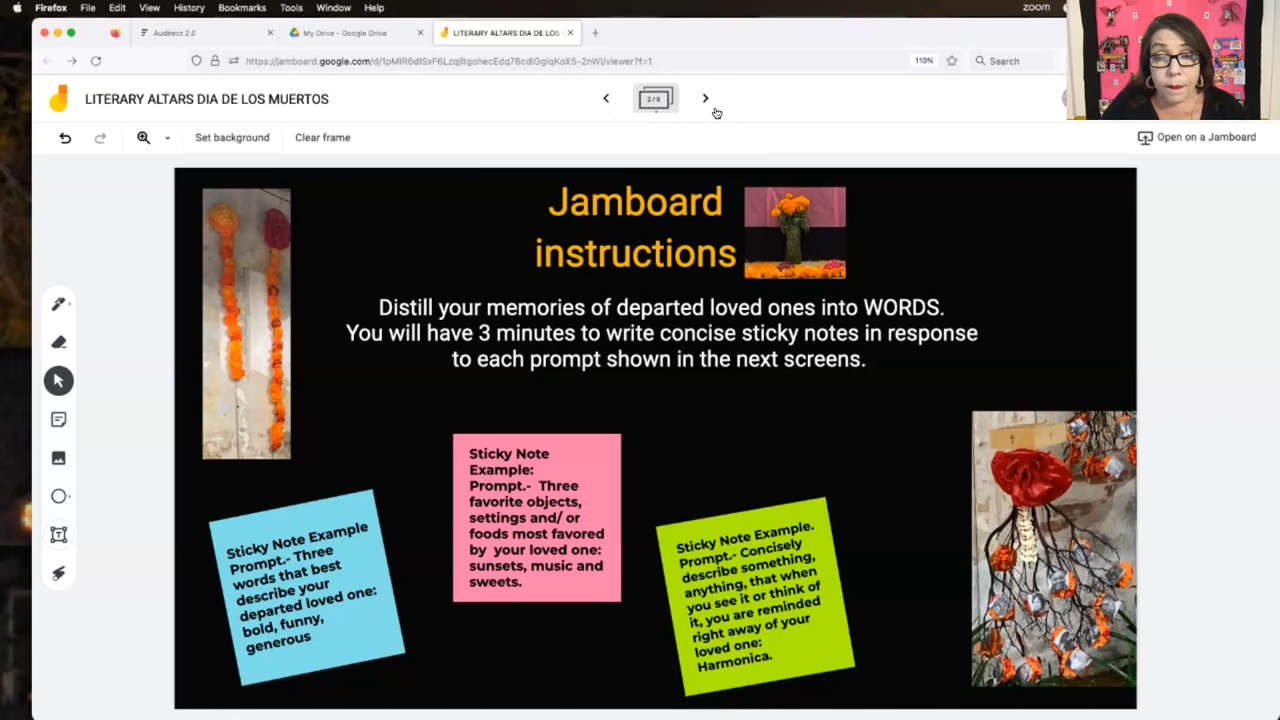 Firefox File Edit View History Bookmarks Tools Window Help
zoom
Audirect 2.0
My Drive - Google Drive
LITERARY ALTARS DIA DE LOS
110%
Search
LITERARY ALTARS DIA DE LOS MUERTOS
2/8
Set background
Clear frame
Open on a Jamboard
Jamboard
instructions
Distill your memories of departed loved ones into WORDS.
You will have 3 minutes to write concise sticky notes in response
to each prompt shown in the next screens.
Sticky Note Example
Prompt.- Three
words that best
describe your
departed loved one:
bold, funny,
generous
Sticky Note
Example:
Prompt.- Three
favorite objects,
settings and/ or
foods most favored
by your loved one:
sunsets, music and
sweets.
Sticky Note Example.
Prompt.- Concisely
describe something,
anything, that when
you see it or think of
it, you are reminded
right away of your
loved one:
Harmonica.